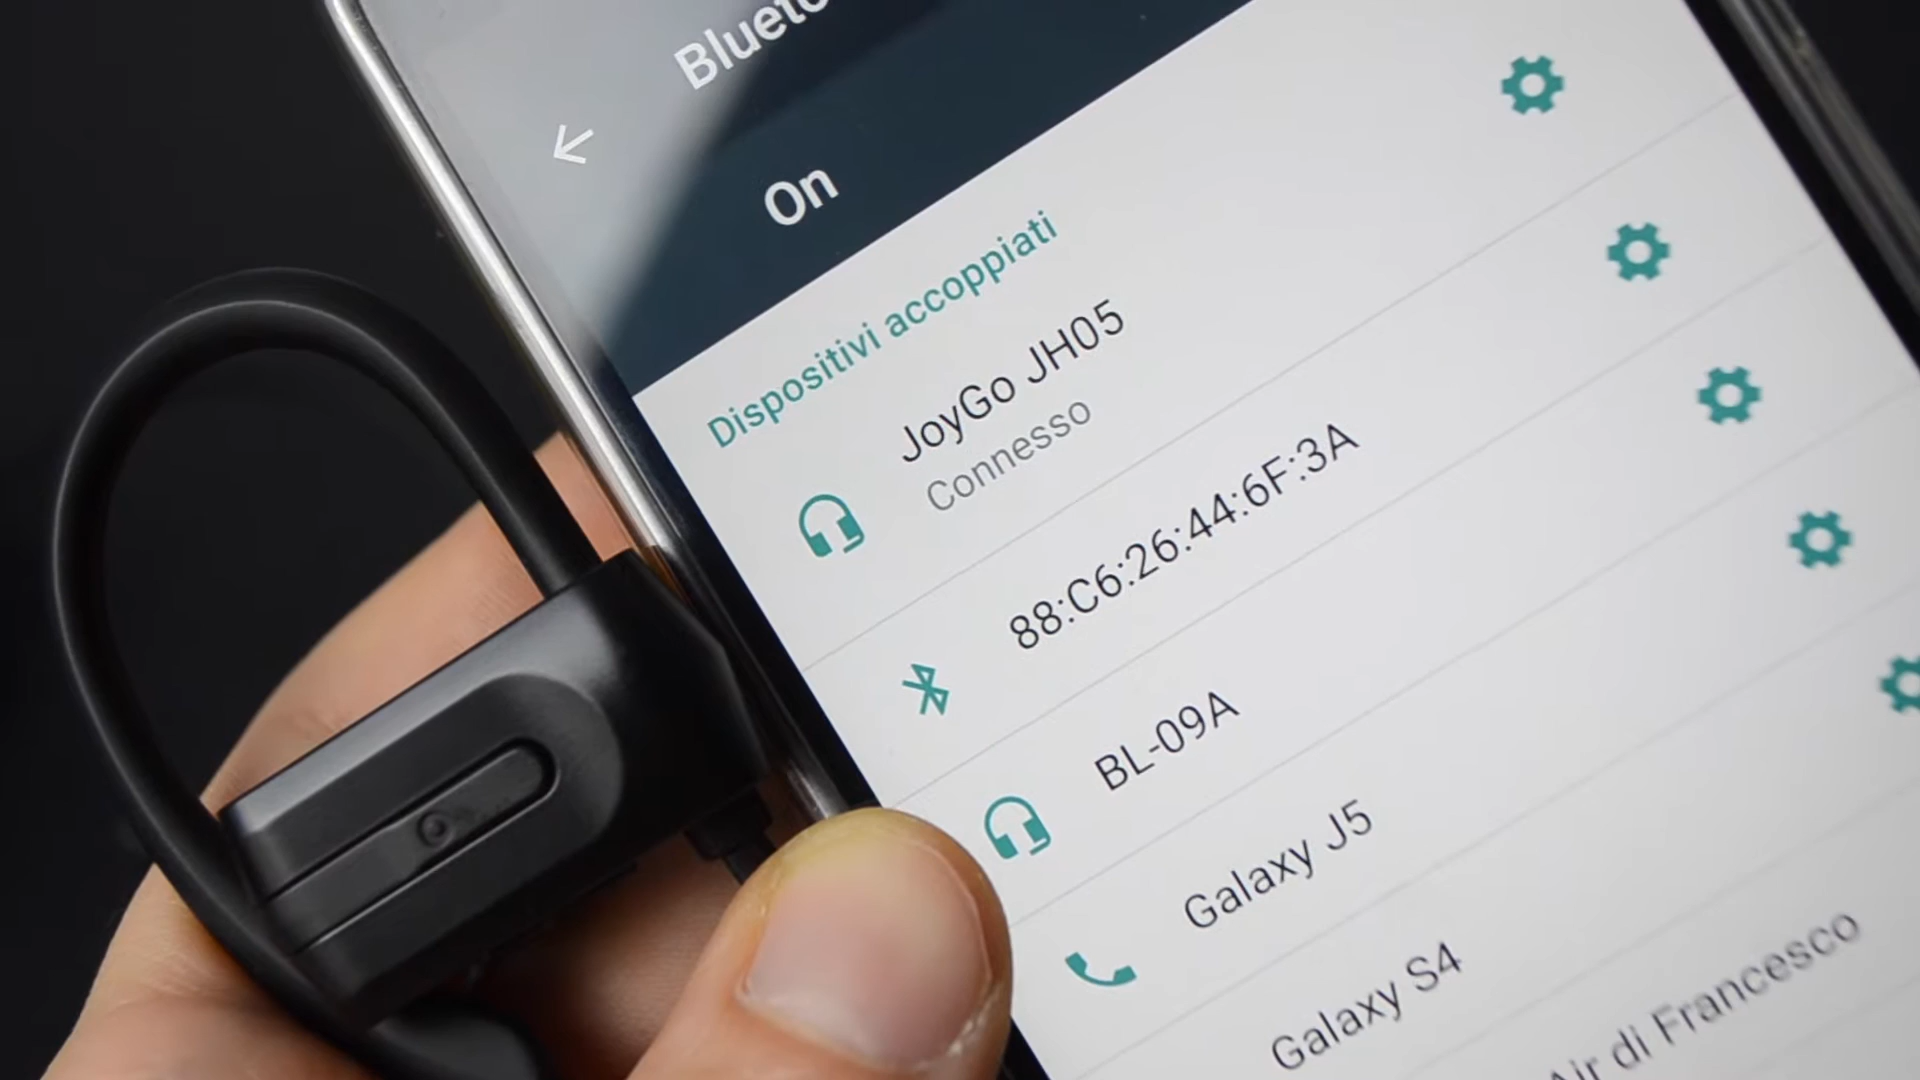 Blueto
On
Dispositivi accoppiati
JoyGo JH05
Connesso
88:C6:26:44:6F:3A
BL-09A
Galaxy J5
Galaxy S4
Air di Francesco